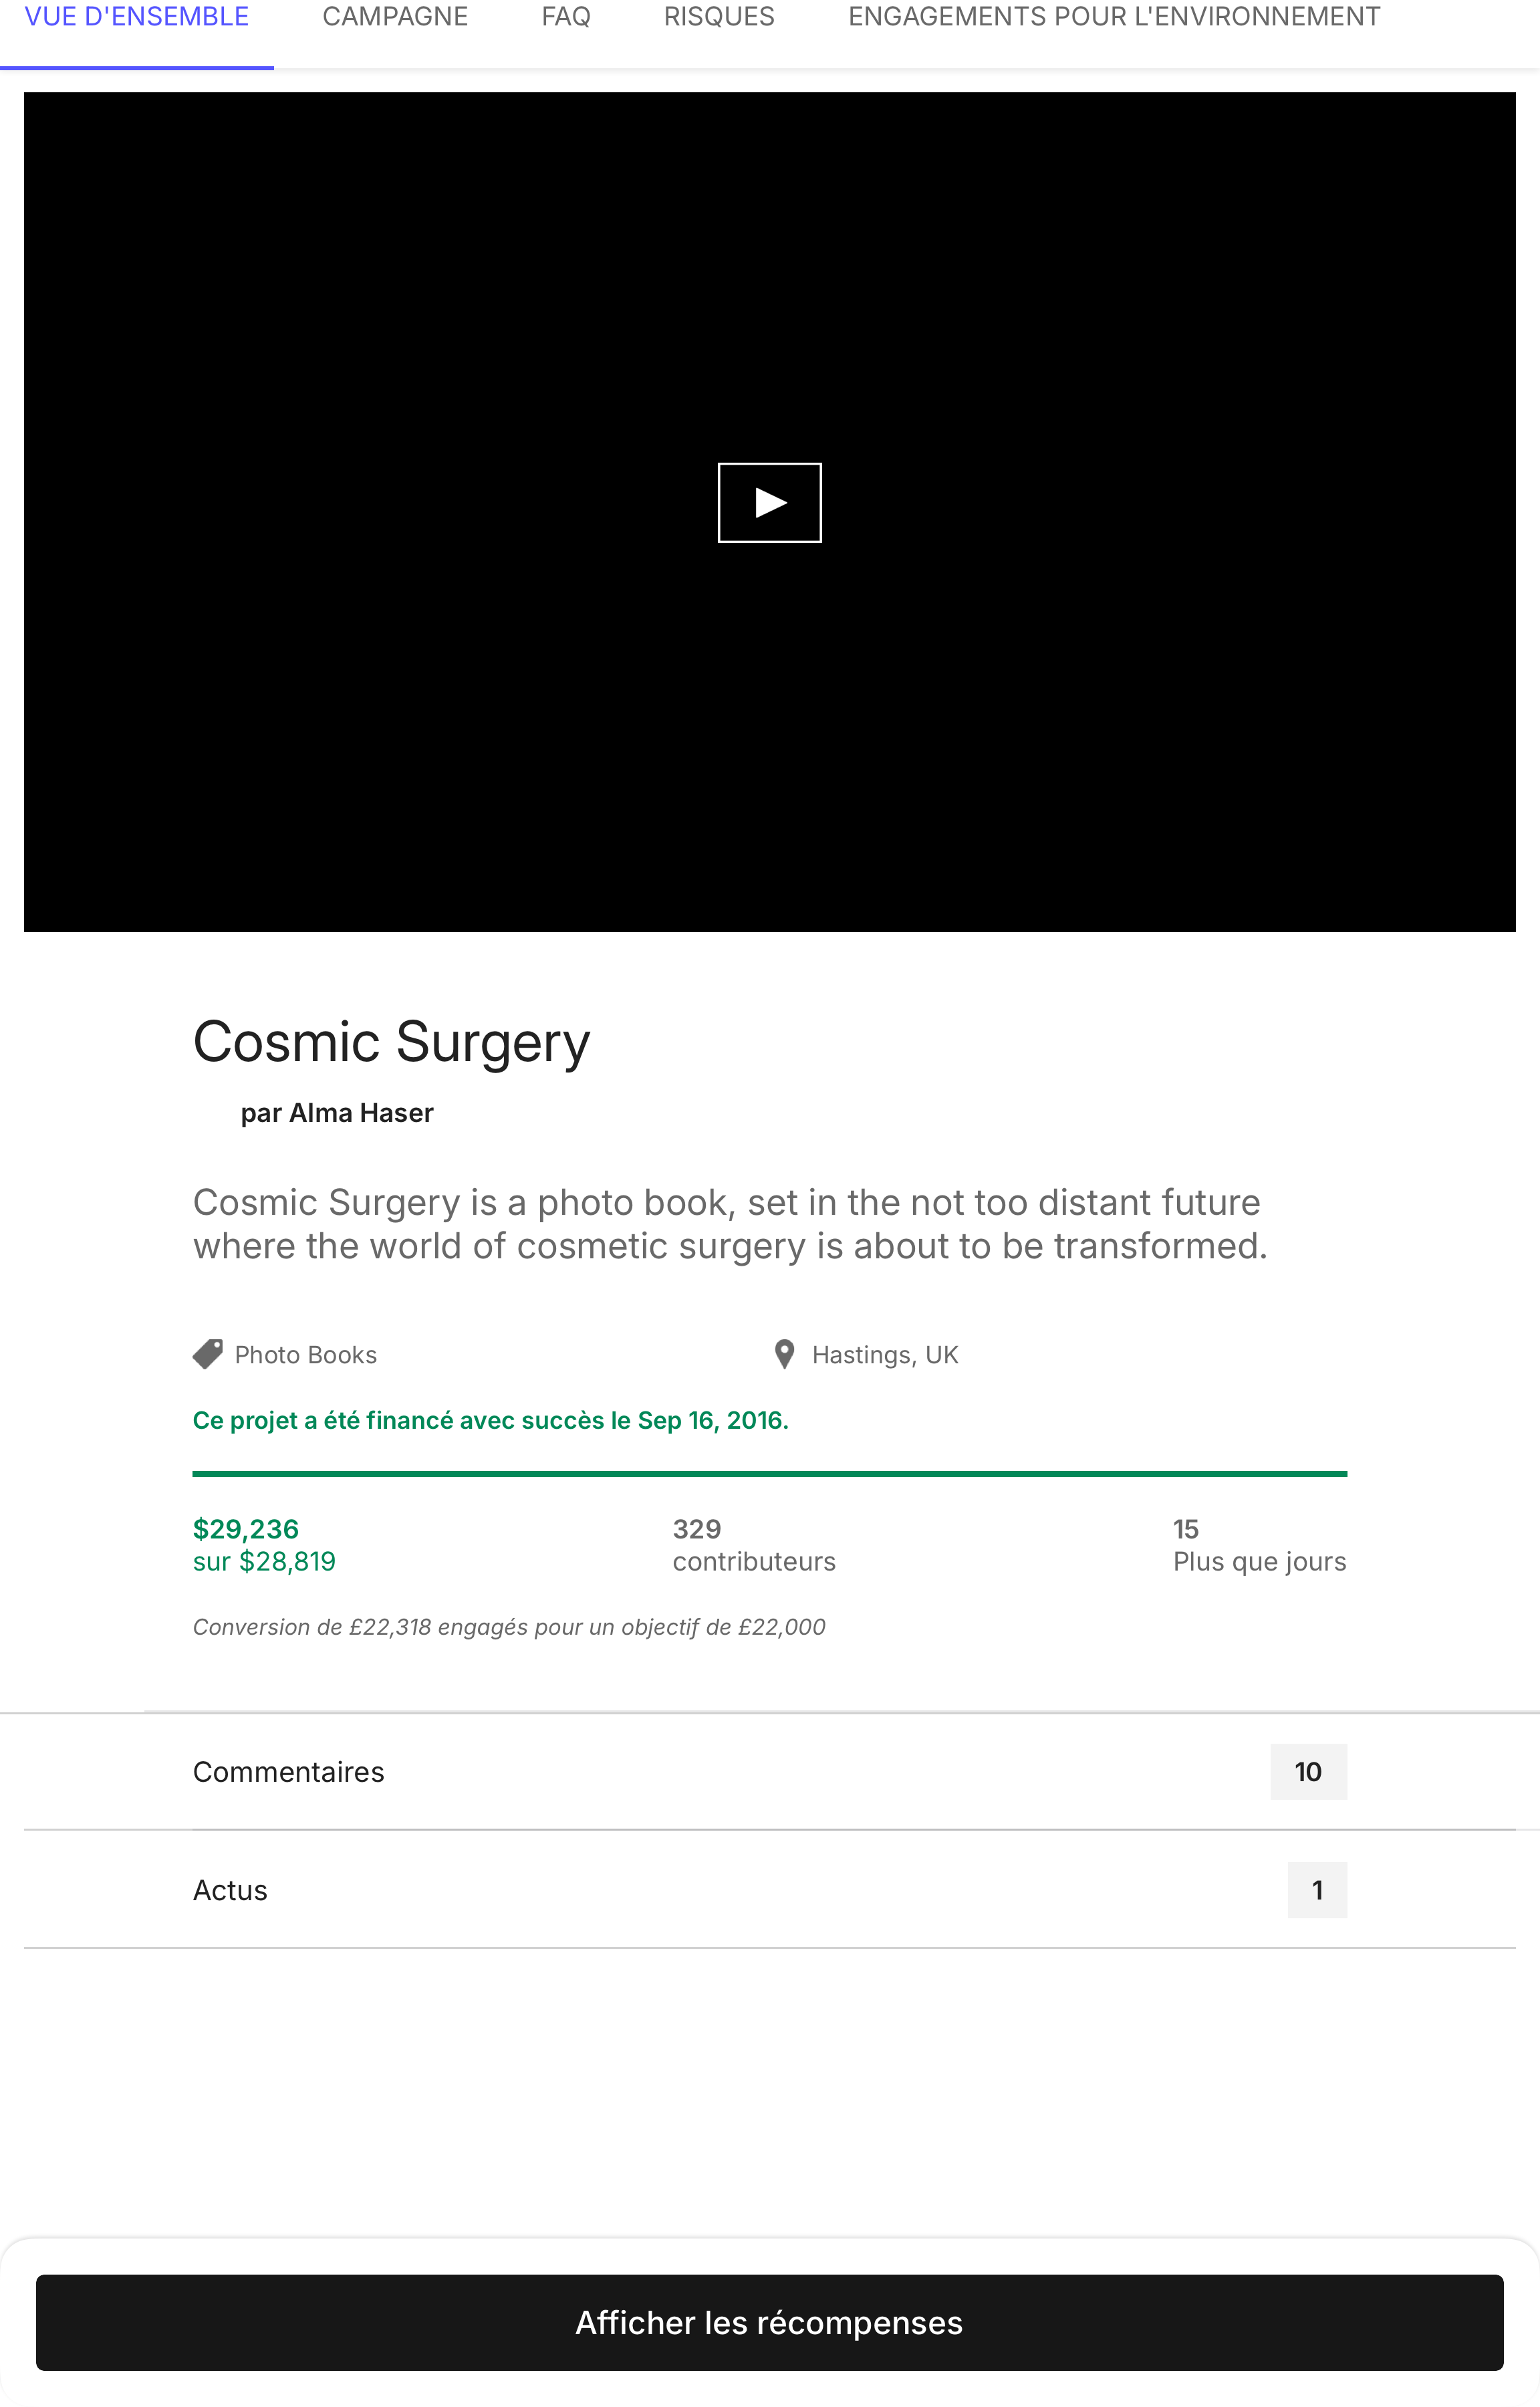 VUE D'ENSEMBLE CAMPAGNE FAQ RISQUES ENGAGEMENTS POUR L'ENVIRONNEMENT
Cosmic Surgery
par Alma Haser
Cosmic Surgery is a photo book, set in the not too distant future
where the world of cosmetic surgery is about to be transformed.
Photo Books Hastings, UK
Ce projet a été financé avec succès le Sep 16, 2016.
$29,236 329 15
sur $28,819 contributeurs Plus que jours
Conversion de £22,318 engagés pour un objectif de £22,000
Commentaires 10
Actus 1
Afficher les récompenses